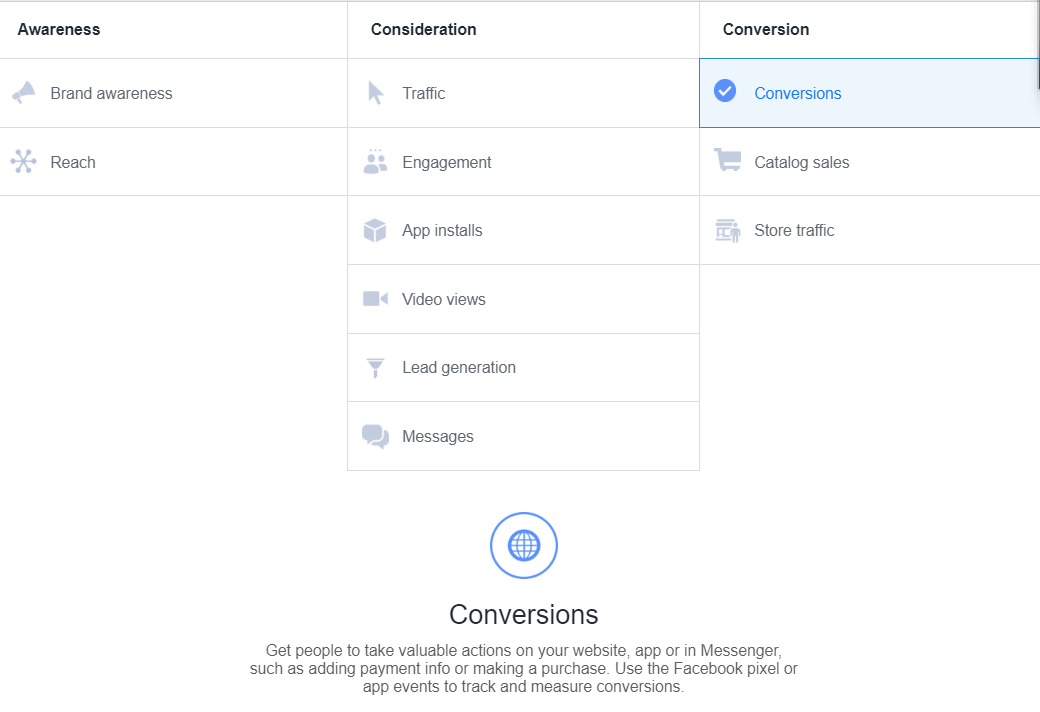 Awareness
Consideration
Conversion
Brand awareness
Traffic
Conversions
Reach
Engagement
Catalog sales
App installs
Store traffic
Video views
Lead generation
Messages
Conversions
Get people to take valuable actions on your website, app or in Messenger,
such as adding payment info or making a purchase. Use the Facebook pixel or
app events to track and measure conversions.